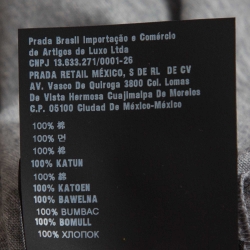 Prada Brasil Importação e Comércio
de Artigos de Luxo Ltda
CNPJ 13.633.271/0001-26
PRADA RETAIL MÉXICO, S DE RL DE CV
AV. Vasco De Quiroga 3800 Col. Lomas
De Vista Hermosa Cuajimalpa De Morelos
C.P. 05100 Ciudad De México-México
100% 棉
100% 면
100% 棉
100% KATUN
100% 綿
100% KATOEN
100% BAWELNA
100% BUMBAC
100% BOMULL
100% ХЛОПОК